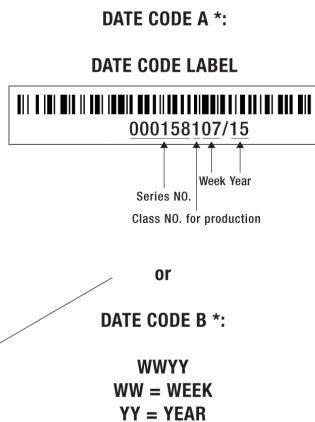 DATE CODE A *:
DATE CODE LABEL
000158107/15
Week Year
Series NO.
Class NO. for production
or
DATE CODE B *:
WWYY
WW = WEEK
YY = YEAR